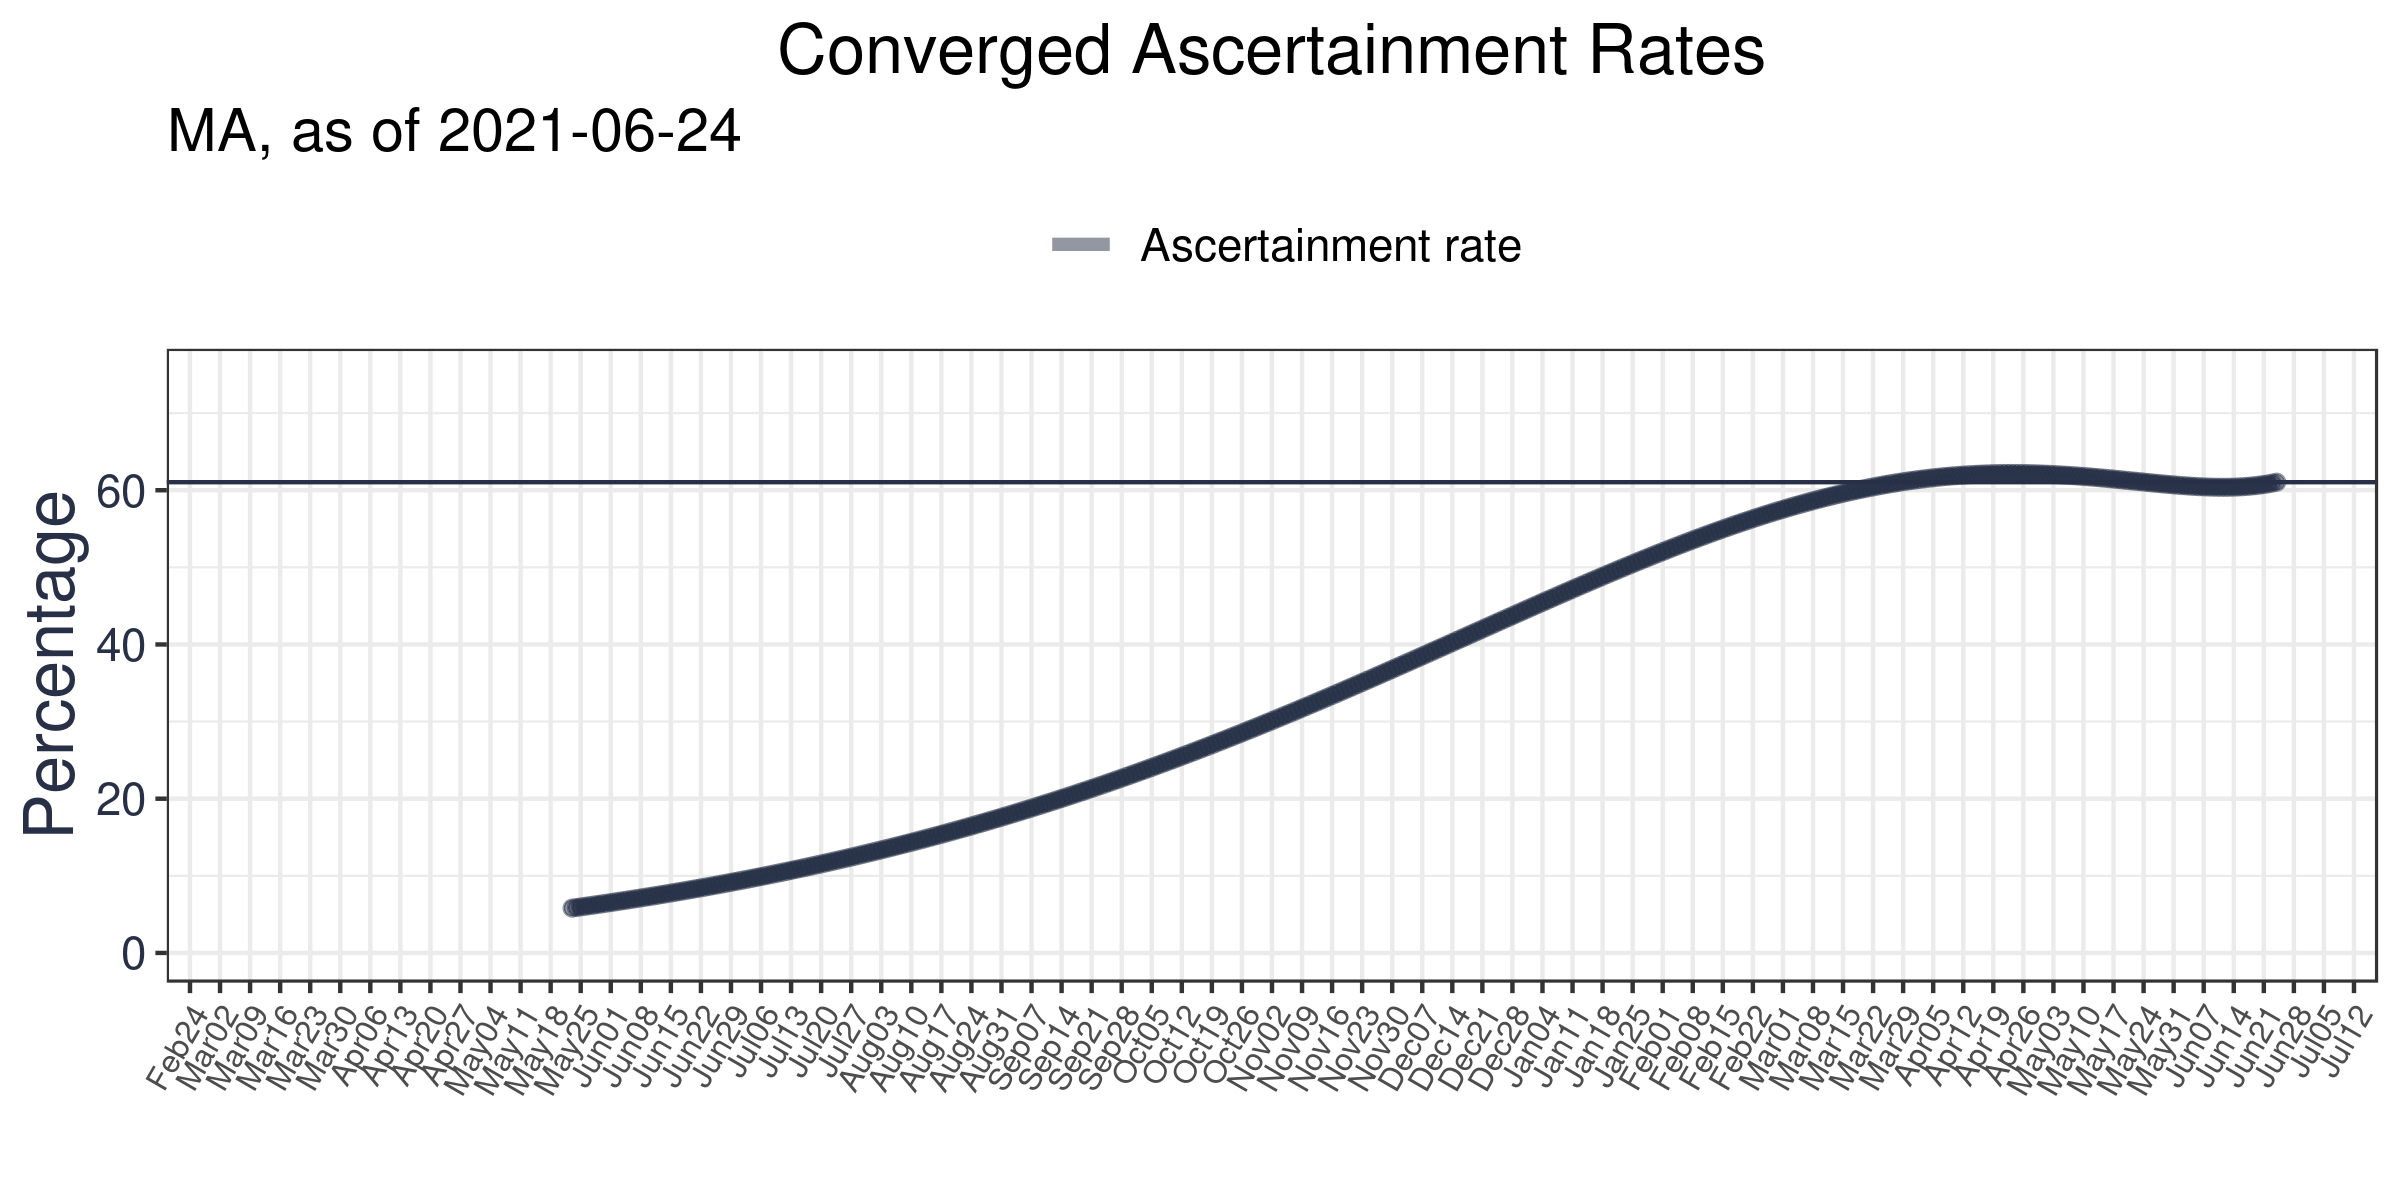 Converged Ascertainment Rates
MA, as of 2021-06-24
Ascertainment rate
Percentage
60
40
20
0
Feb24 Mar02 Mar09 Mar16 Mar23 Mar30 Apr06 Apr13 Apr20 Apr27 May04 May11 May18 May25 Jun01 Jun08 Jun15 Jun22 Jun29 Jul06 Jul13 Jul20 Jul27 Aug03 Aug10 Aug17 Aug24 Aug31 Sep07 Sep14 Sep21 Sep28 Oct05 Oct12 Oct19 Oct26 Nov02 Nov09 Nov16 Nov23 Nov30 Dec07 Dec14 Dec21 Dec28 Jan04 Jan11 Jan18 Jan25 Feb01 Feb08 Feb15 Feb22 Mar01 Mar08 Mar15 Mar22 Mar29 Apr05 Apr12 Apr19 Apr26 May03 May10 May17 May24 May31 Jun07 Jun14 Jun21 Jun28 Jul05 Jul12